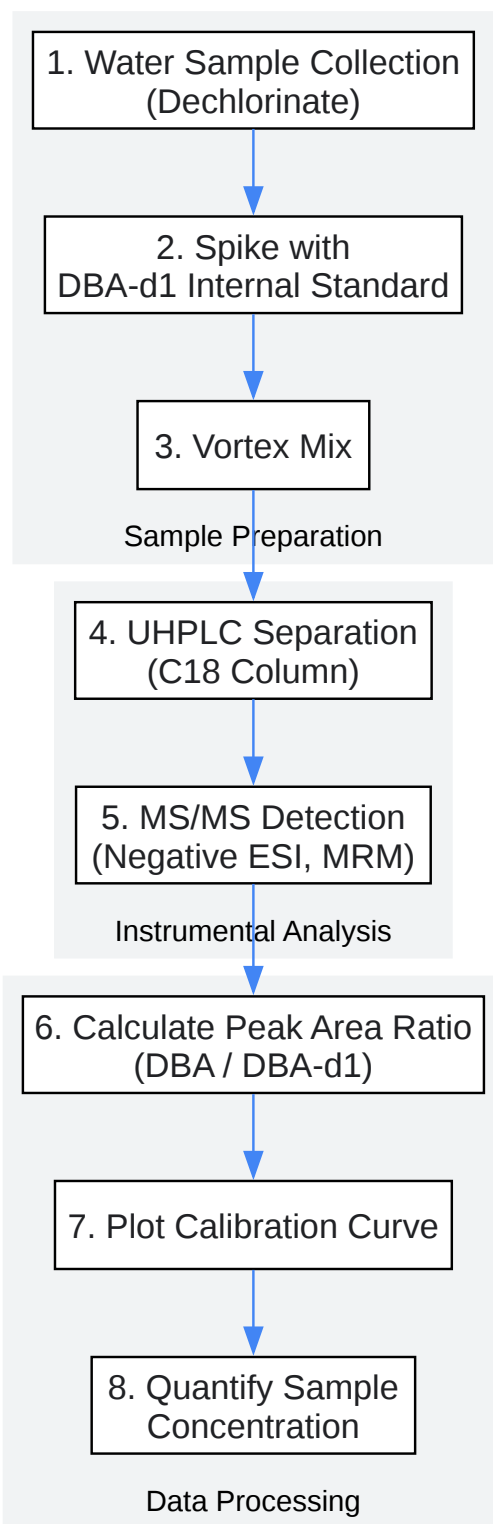 1. Water Sample Collection
(Dechlorinate)
2. Spike with
DBA-d1 Internal Standard
3. Vortex Mix
Sample Preparation
4. UHPLC Separation
(C18 Column)
5. MS/MS Detection
(Negative ESI, MRM)
Instrumental Analysis
6. Calculate Peak Area Ratio
(DBA / DBA-d1)
7. Plot Calibration Curve
8. Quantify Sample
Concentration
Data Processing